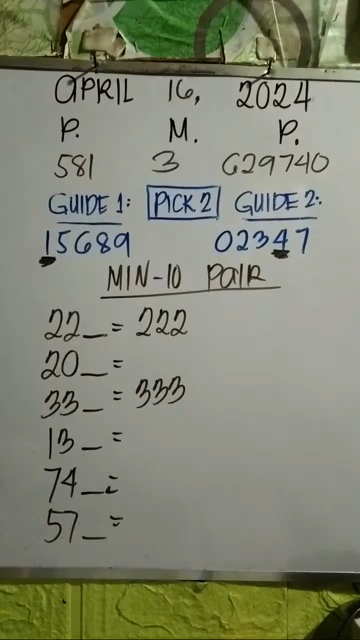 APRIL 16, 2024
P. M. P.
581 3 629740
GUIDE 1: PICK 2 GUIDE 2:
15689 02347
MIN-10 PAIR
22_ = 222
20_ =
33_ = 333
13_ =
74_ =
57_ =